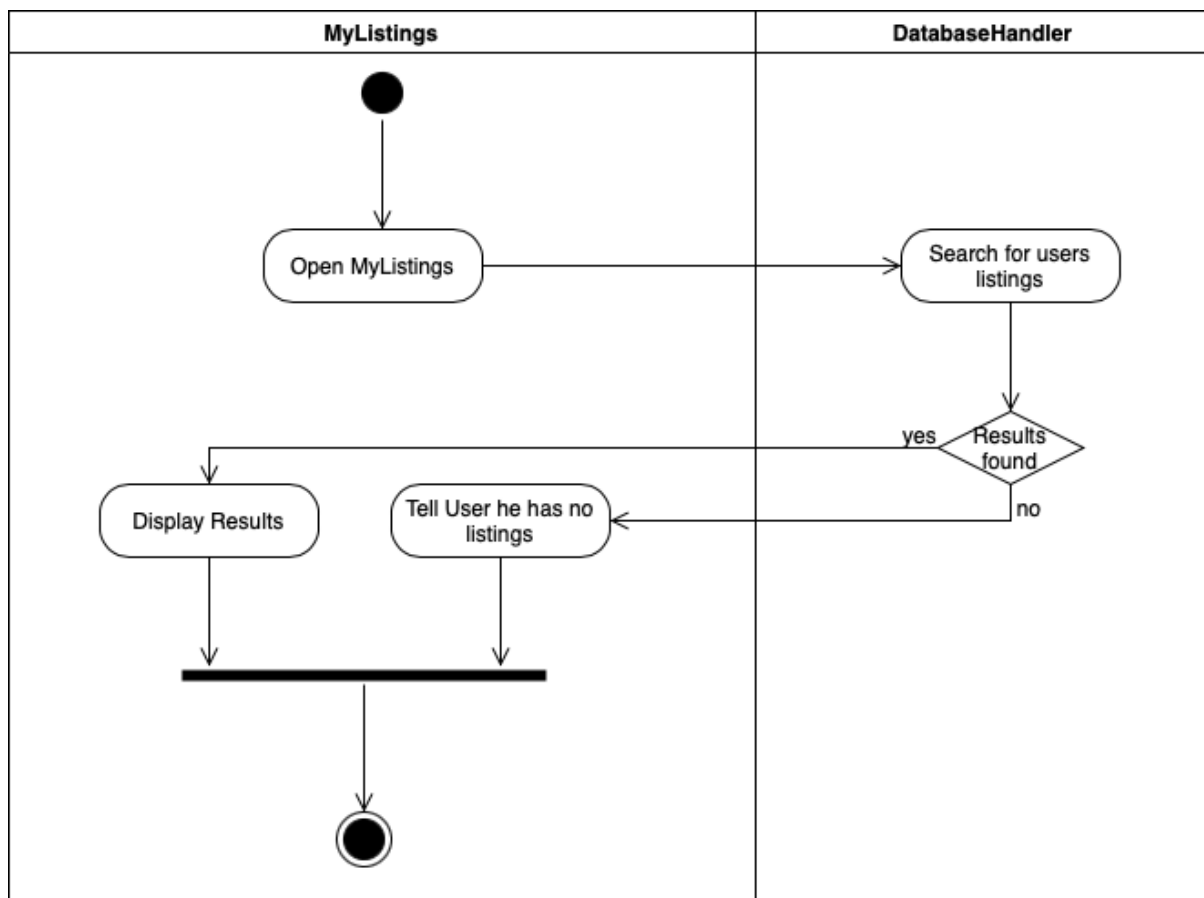 MyListings
DatabaseHandler
Open MyListings
Search for users
listings
Results
found
yes
no
Display Results
Tell User he has no
listings